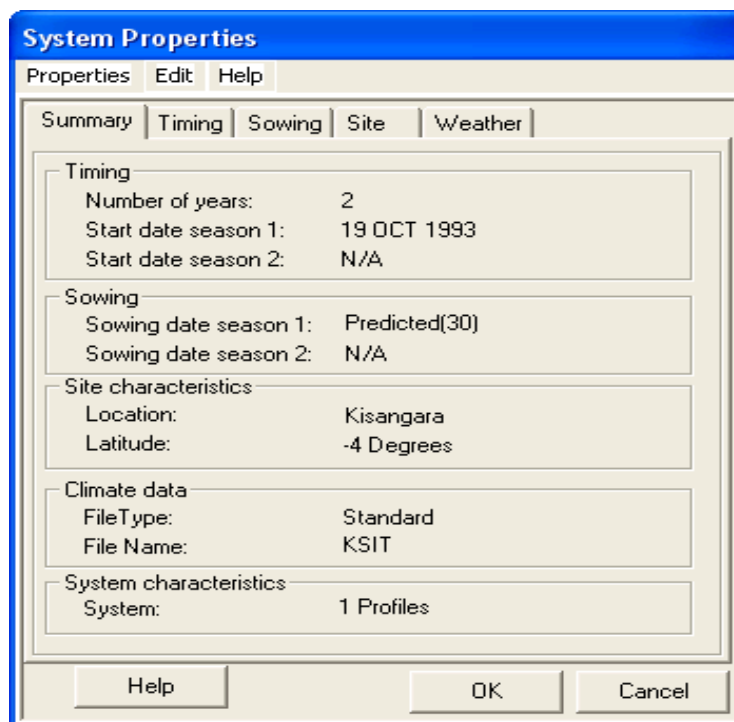 System Properties
Properties Edit Help
Summary Timing Sowing Site Weather
Timing
Number of years: 2
Start date season 1: 19 OCT 1993
Start date season 2: N/A
Sowing
Sowing date season 1: Predicted(30)
Sowing date season 2: N/A
Site characteristics
Location: Kisangara
Latitude: -4 Degrees
Climate data
FileType: Standard
File Name: KSIT
System characteristics
System: 1 Profiles
Help OK Cancel